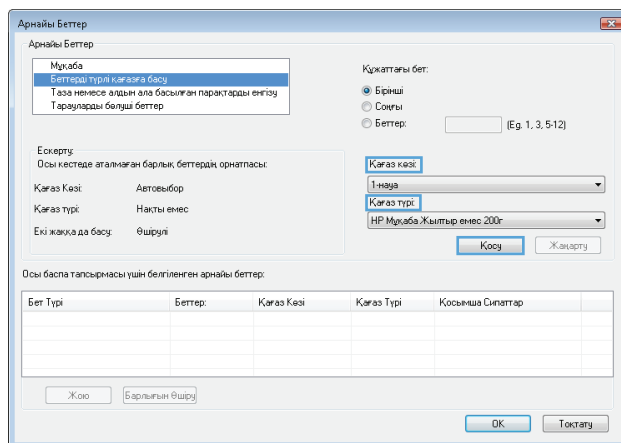 Арнайы Беттер
Арнайы Беттер
Мұқаба
Беттерді түрлі қағазға басу
Таза немесе алдын ала басылған парақтарды енгізу
Тарауларды бөлуші беттер
Құжаттағы бет:
Бірінші
Соңғы
Беттер:
(Eg. 1, 3, 5-12)
Ескерту:
Осы кестеде аталмаған барлық беттердің орнатпасы:
Қағаз Көзі: Автовыбор
Қағаз түрі: Нақты емес
Екі жаққа да басу: Өшірулі
Қағаз көзі:
1-науа
Қағаз түрі:
HP Мұқаба Жылтыр емес 200г
Қосу Жаңарту
Осы баспа тапсырмасы үшін белгіленген арнайы беттер:
Бет Түрі Беттер: Қағаз Көзі Қағаз Түрі Қосымша Сипаттар
Жою Барлығын Өшіру
OK Тоқтату